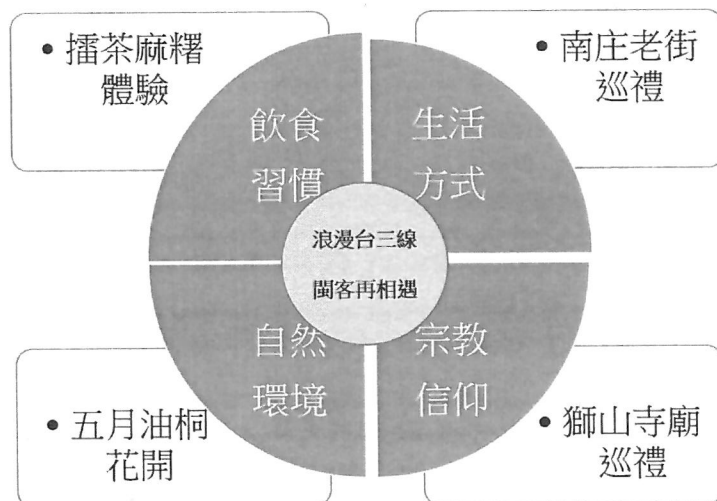 • 擂茶麻糬
體驗
• 南庄老街
巡禮
飲食
習慣
生活
方式
浪漫台三線
閩客再相遇
自然
環境
宗教
信仰
• 五月油桐
花開
• 獅山寺廟
巡禮